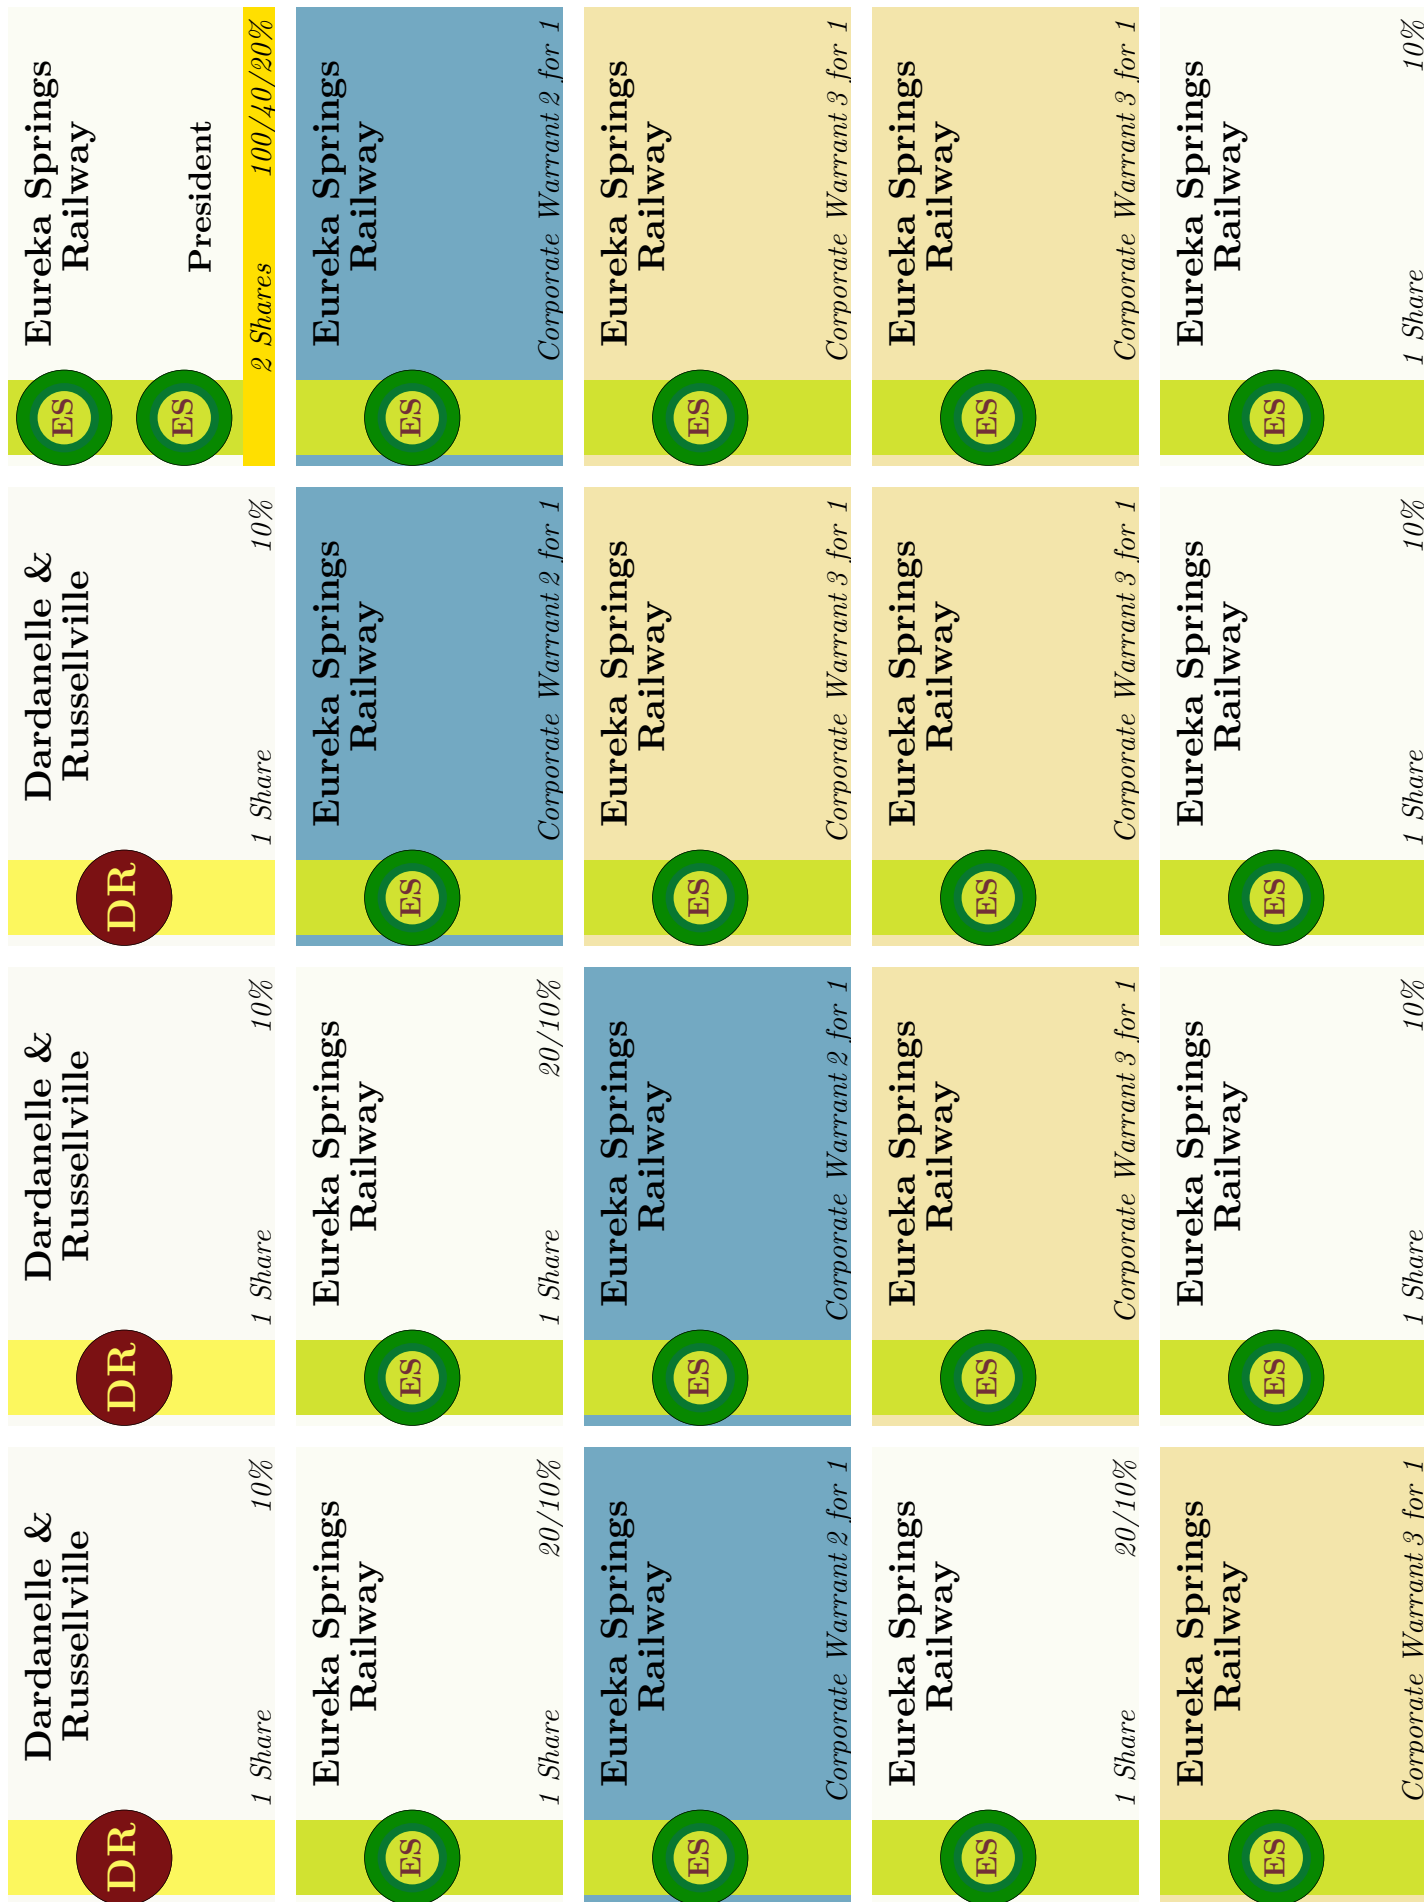 Dardanelle &
Russellville
DR
1 Share 10%
Dardanelle &
Russellville
DR
1 Share 10%
Dardanelle &
Russellville
DR
1 Share 10%
Eureka Springs
Railway
ES
ES
President
2 Shares 100/40/20%
Eureka Springs
Railway
ES
1 Share 20/10%
Eureka Springs
Railway
ES
1 Share 20/10%
Eureka Springs
Railway
ES
Corporate Warrant 2 for 1
Eureka Springs
Railway
ES
Corporate Warrant 2 for 1
Eureka Springs
Railway
ES
Corporate Warrant 2 for 1
Eureka Springs
Railway
ES
Corporate Warrant 2 for 1
Eureka Springs
Railway
ES
Corporate Warrant 3 for 1
Eureka Springs
Railway
ES
Corporate Warrant 3 for 1
Eureka Springs
Railway
ES
1 Share 20/10%
Eureka Springs
Railway
ES
Corporate Warrant 3 for 1
Eureka Springs
Railway
ES
Corporate Warrant 3 for 1
Eureka Springs
Railway
ES
Corporate Warrant 3 for 1
Eureka Springs
Railway
ES
Corporate Warrant 3 for 1
Eureka Springs
Railway
ES
1 Share 10%
Eureka Springs
Railway
ES
1 Share 10%
Eureka Springs
Railway
ES
1 Share 10%